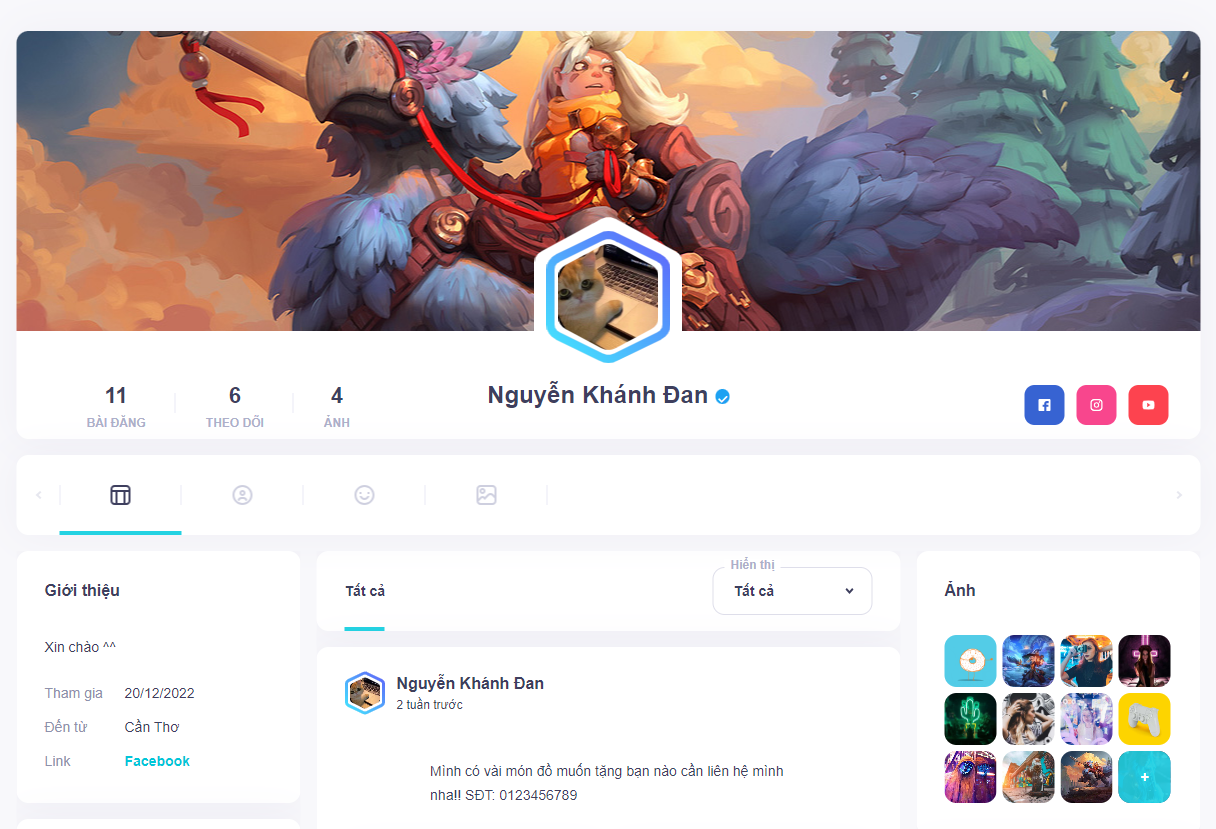 11
BÀI ĐĂNG
6
THEO DÕI
4
ẢNH
Nguyễn Khánh Đan
Giới thiệu
Xin chào ^^
Tham gia 20/12/2022
Đến từ Cần Thơ
Link Facebook
Tất cả
Hiển thị
Tất cả
Nguyễn Khánh Đan
2 tuần trước
Mình có vài món đồ muốn tặng bạn nào cần liên hệ mình
nha!! SĐT: 0123456789
Ảnh